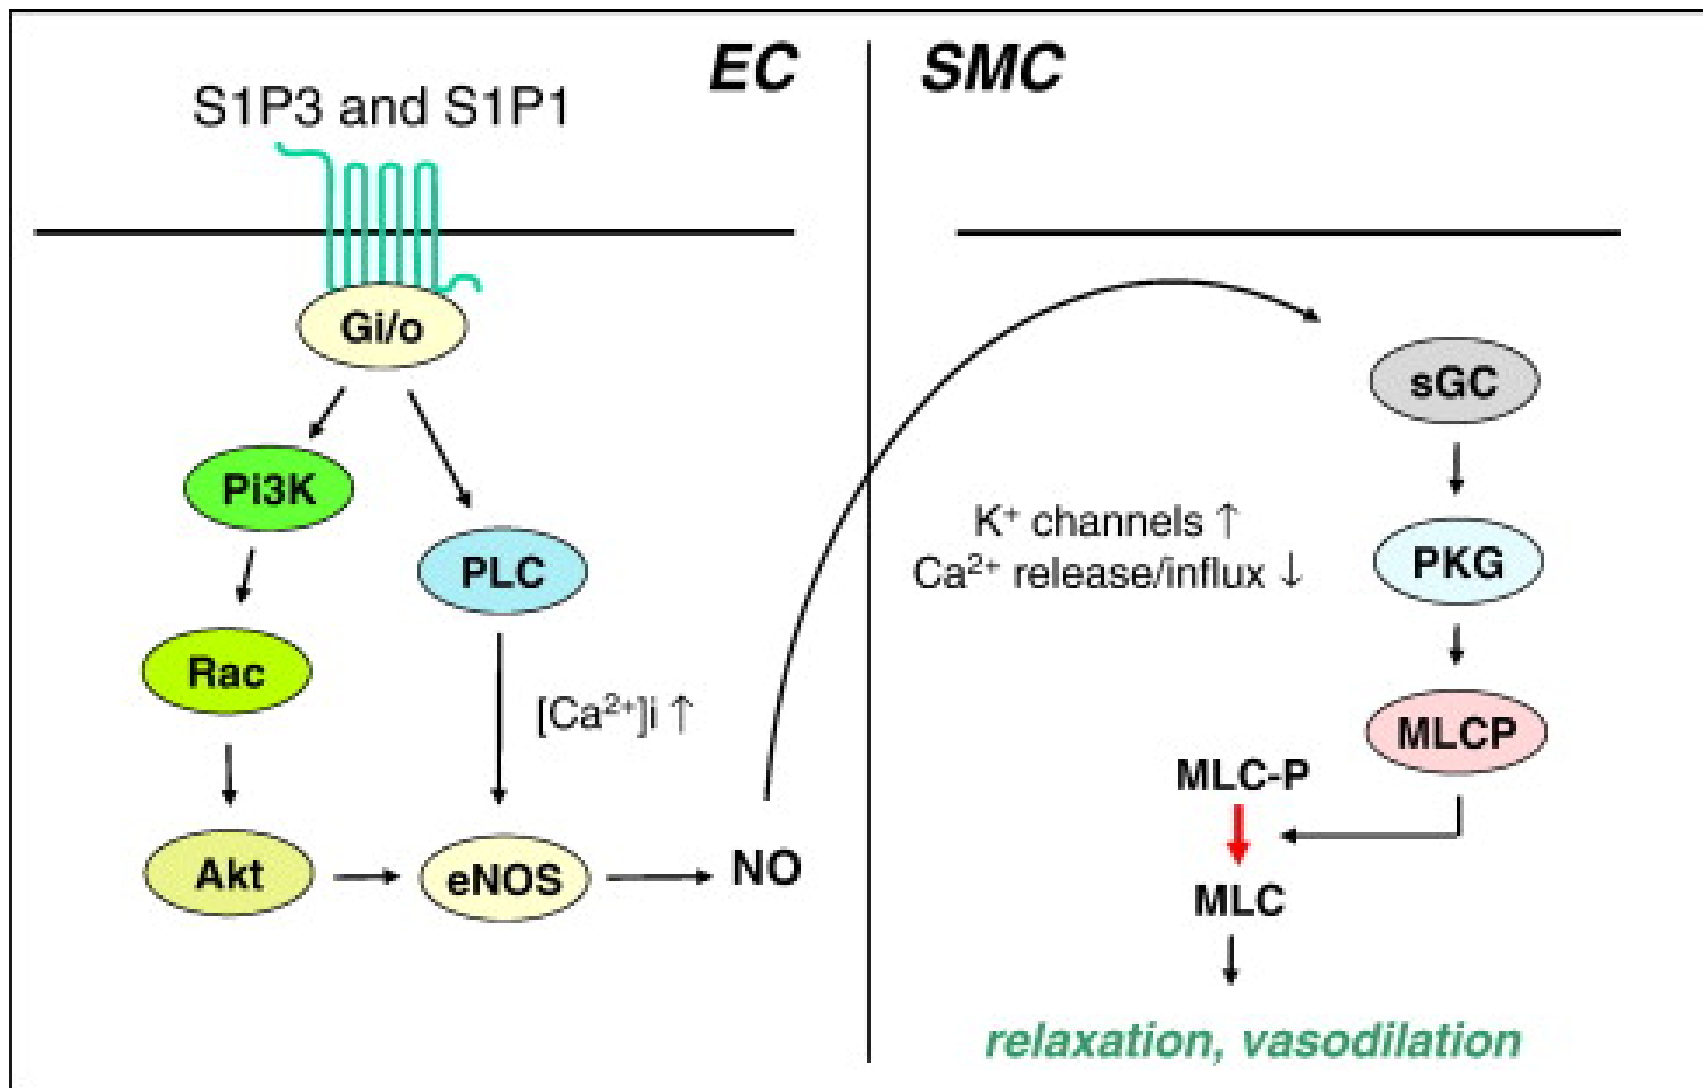 EC
SMC
S1P3 and S1P1
Gi/o
Pi3K
PLC
Rac
[Ca²⁺]i ↑
Akt
eNOS
NO
sGC
K⁺ channels ↑
Ca²⁺ release/influx ↓
PKG
MLCP
MLC-P
MLC
relaxation, vasodilation